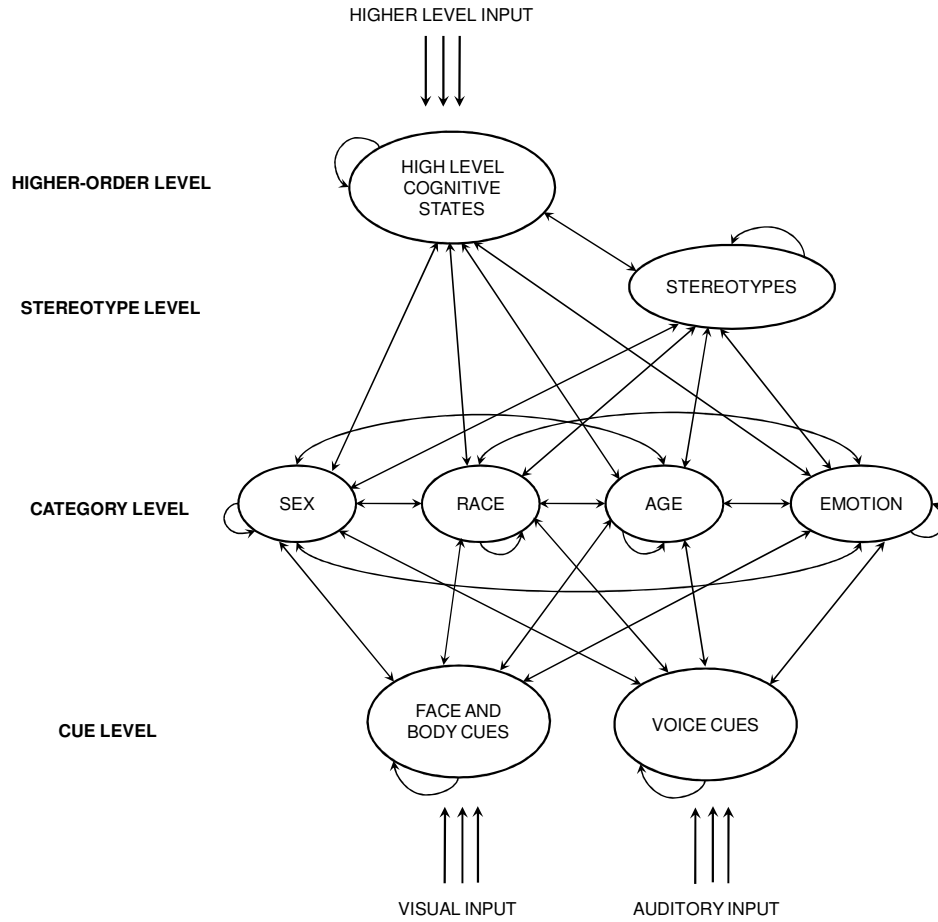 HIGHER LEVEL INPUT
HIGHER-ORDER LEVEL
HIGH LEVEL
COGNITIVE
STATES
STEREOTYPE LEVEL
STEREOTYPES
CATEGORY LEVEL
SEX
RACE
AGE
EMOTION
CUE LEVEL
FACE AND
BODY CUES
VOICE CUES
VISUAL INPUT
AUDITORY INPUT